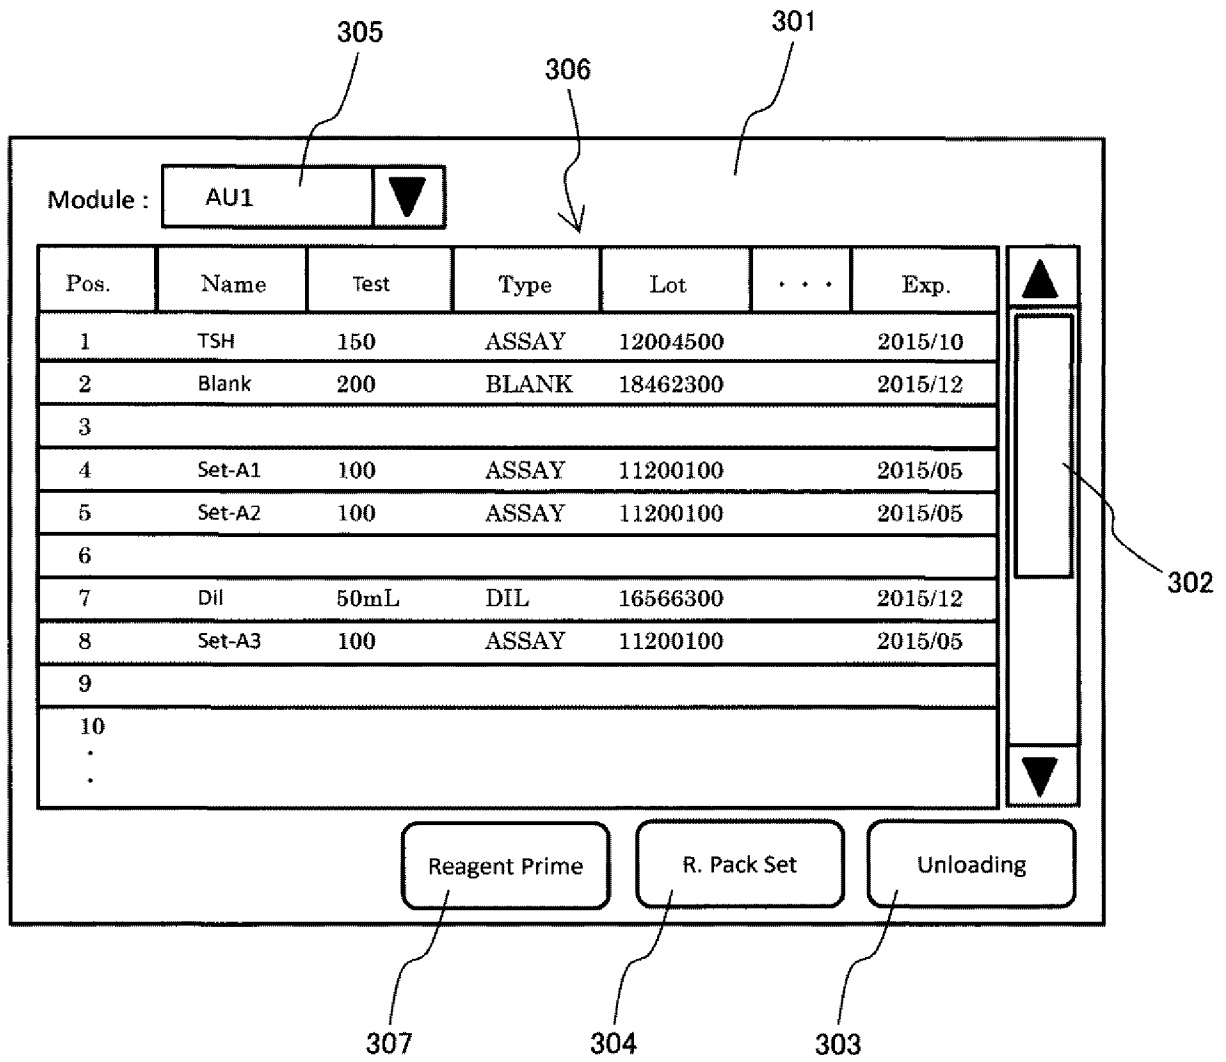 301
305
306
Module : AU1
Pos. Name Test Type Lot · · · Exp.
1 TSH 150 ASSAY 12004500 2015/10
2 Blank 200 BLANK 18462300 2015/12
3
4 Set-A1 100 ASSAY 11200100 2015/05
5 Set-A2 100 ASSAY 11200100 2015/05
6
7 Dil 50mL DIL 16566300 2015/12
302
8 Set-A3 100 ASSAY 11200100 2015/05
9
10
·
·
Reagent Prime R. Pack Set Unloading
307 304 303